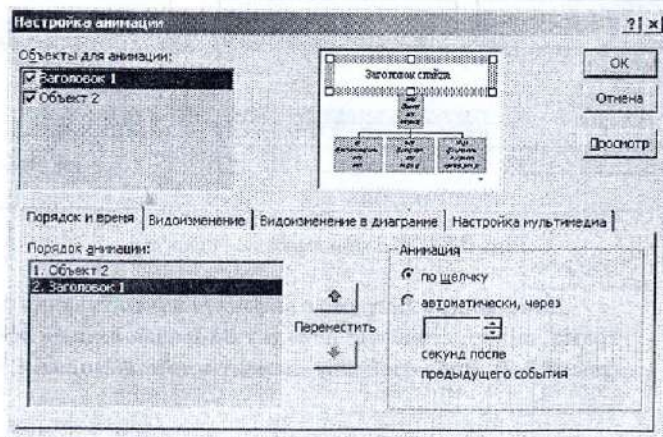 Настройка анимации
Объекты для анимации:
Заголовок 1
Объект 2
Заголовок слайда
OK
Отмена
Просмотр
Порядок и время
Видоизменение
Видоизменение в диаграмме
Настройка мультимедиа
Порядок анимации:
1. Объект 2
2. Заголовок 1
Переместить
Анимация
по щелчку
автоматически, через
секунд после
предыдущего события